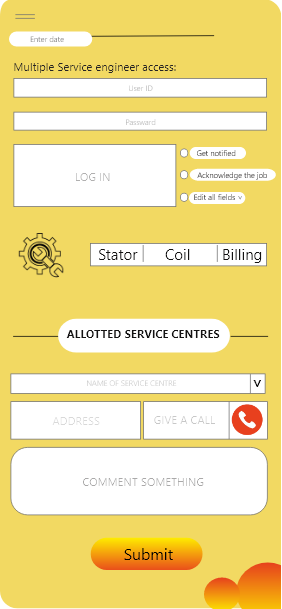 Enter date
Multiple Service engineer access:
User ID
Password
LOG IN
Get notified
Acknowledge the job
Edit all fields v
Stator
Coil
Billing
ALLOTTED SERVICE CENTRES
NAME OF SERVICE CENTRE
V
ADDRESS
GIVE A CALL
COMMENT SOMETHING
Submit